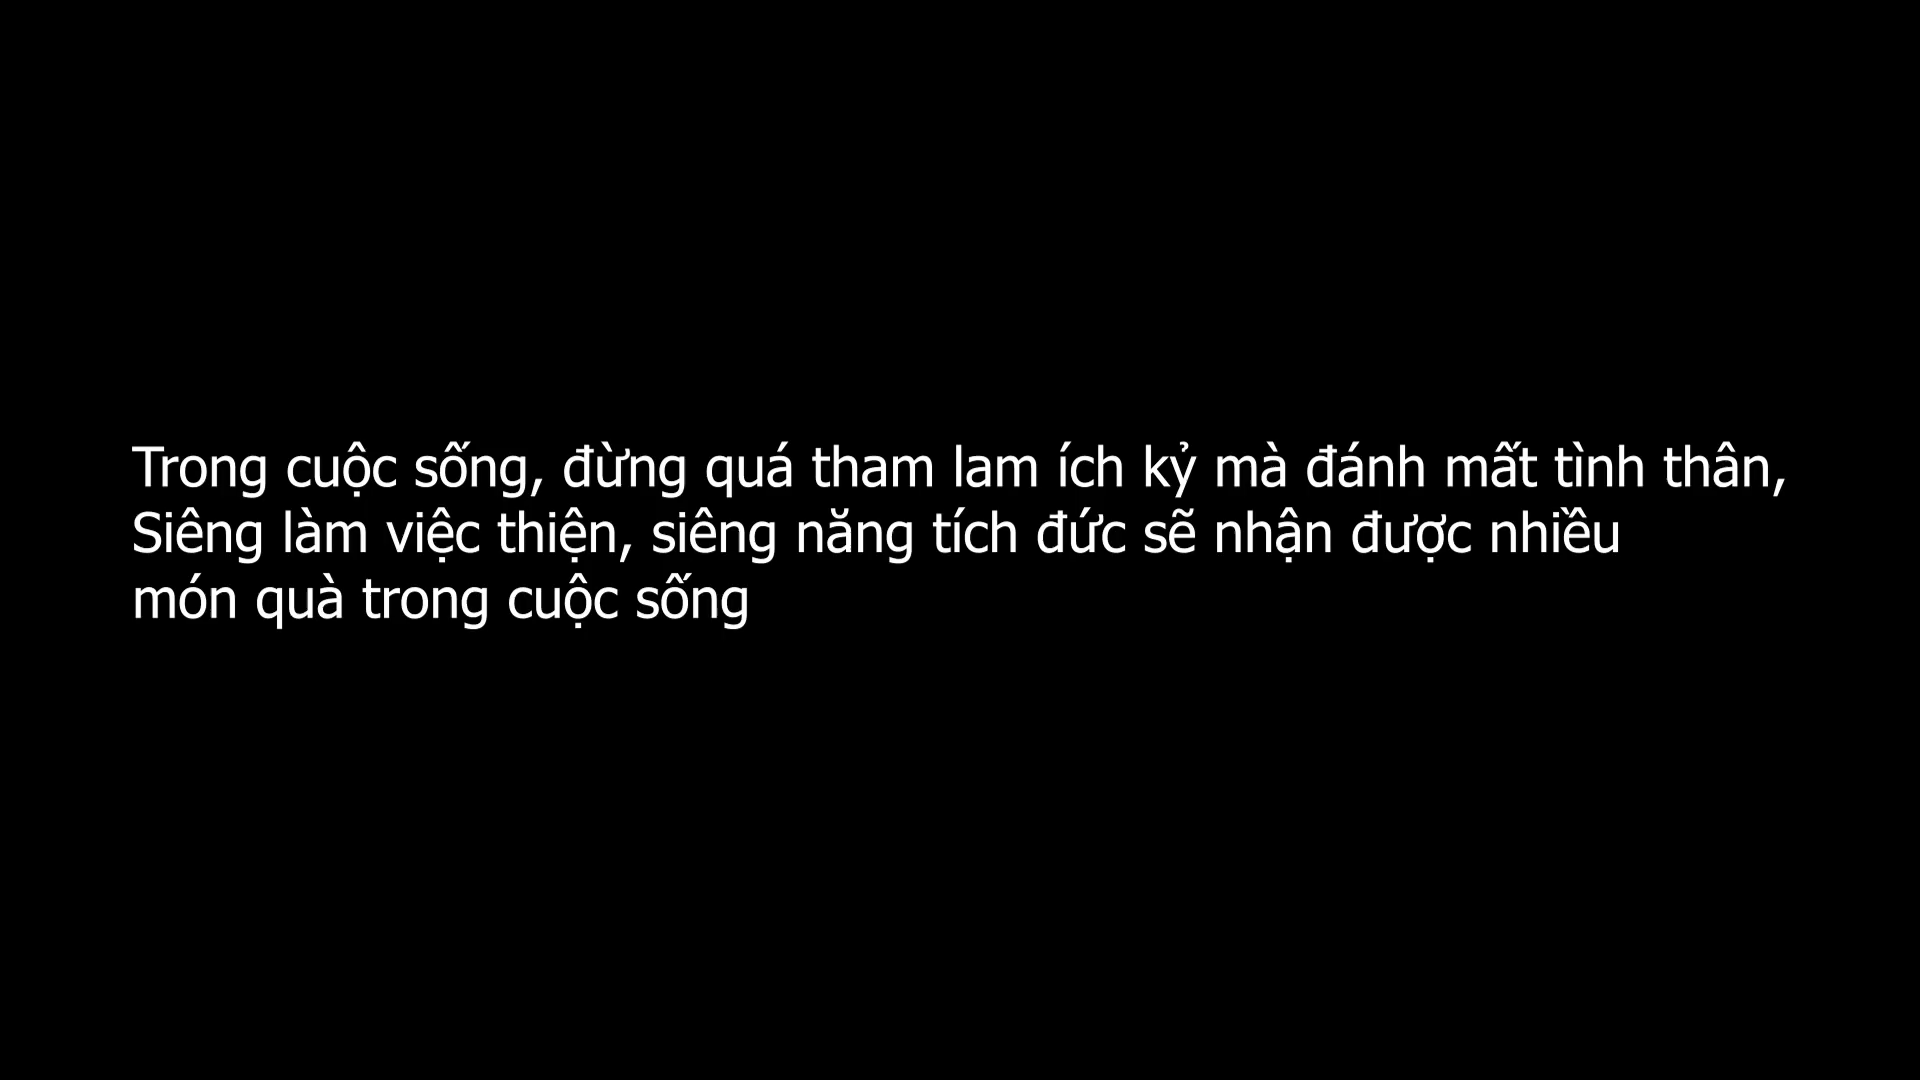 Trong cuộc sống, đừng quá tham lam ích kỷ mà đánh mất tình thân,
Siêng làm việc thiện, siêng năng tích đức sẽ nhận được nhiều
món quà trong cuộc sống